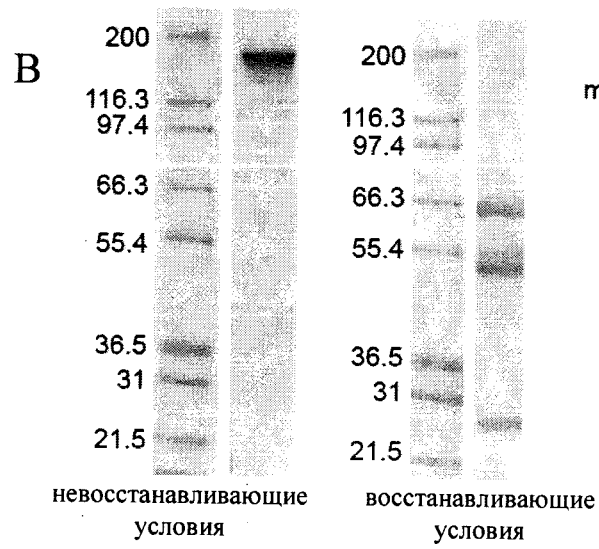 B
200
116.3
97.4
66.3
55.4
36.5
31
21.5
невосстанавливающие
условия
200
116.3
97.4
66.3
55.4
36.5
31
21.5
восстанавливающие
условия
m